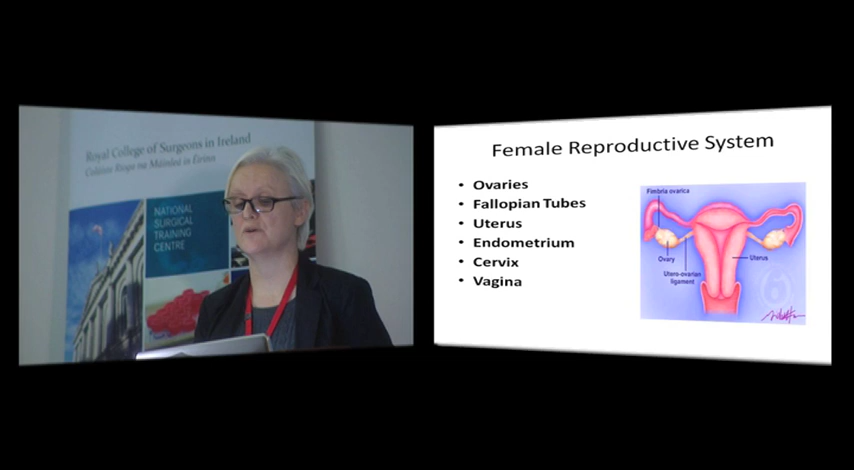 Royal College of Surgeons in Ireland
Coláiste Ríoga na Máinleá in Éirinn
NATIONAL
SURGICAL
TRAINING
CENTRE
Female Reproductive System
• Ovaries
• Fallopian Tubes
• Uterus
• Endometrium
• Cervix
• Vagina
Fimbria ovarica
Ovary
Uterus
Utero-ovarian
ligament